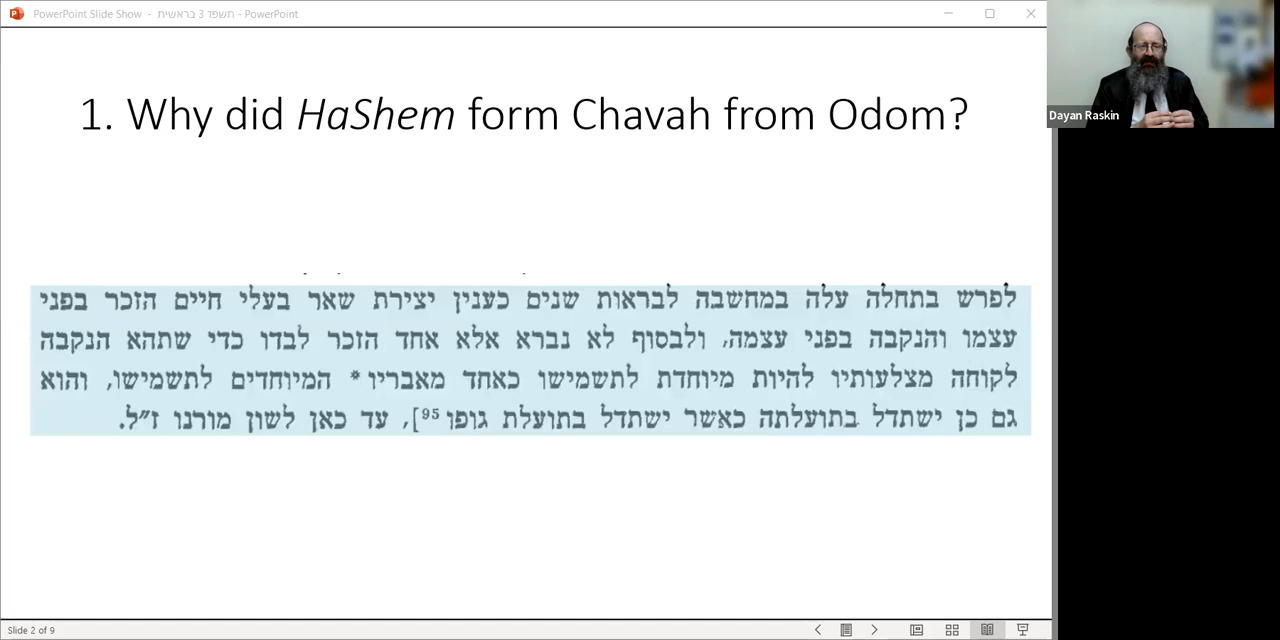 PowerPoint Slide Show - תשפד 3 בראשית - PowerPoint
1. Why did HaShem form Chavah from Odom?
לפרש בתחלה עלה במחשבה לבראות שנים כענין יצירת שאר בעלי חיים הזכר בפני
עצמו והנקבה בפני עצמה, ולבסוף לא נברא אלא אחד הזכר לבדו כדי שתהא הנקבה
לקוחה מצלעותיו להיות מיוחדת לתשמישו כאחד מאבריו* המיוחדים לתשמישו, והוא
גם כן ישתדל בתועלתה כאשר ישתדל בתועלת גופו95], עד כאן לשון מורנו ז"ל.
Dayan Raskin
Slide 2 of 9